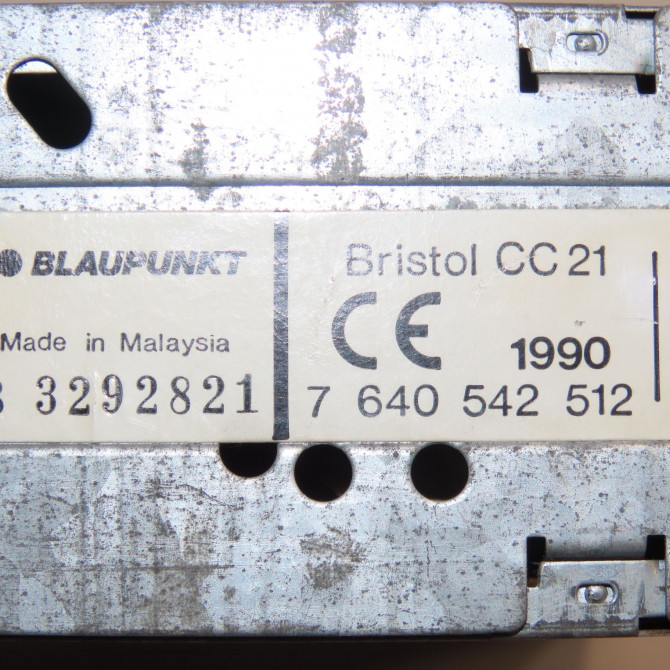 BLAUPUNKT
Made in Malaysia
3292821
Bristol CC 21
CE 1990
7 640 542 512